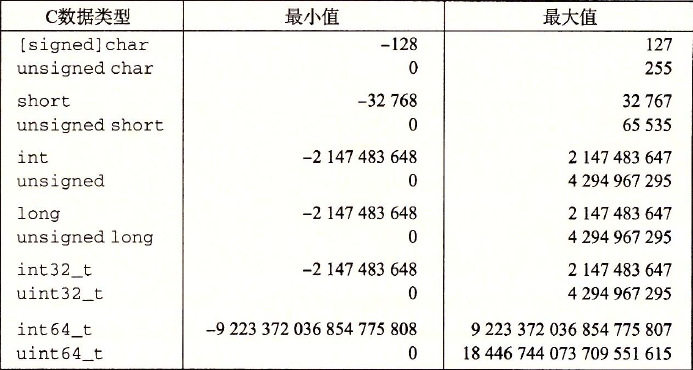 C数据类型 最小值 最大值
[signed]char -128 127
unsigned char 0 255
short -32 768 32 767
unsigned short 0 65 535
int -2 147 483 648 2 147 483 647
unsigned 0 4 294 967 295
long -2 147 483 648 2 147 483 647
unsigned long 0 4 294 967 295
int32_t -2 147 483 648 2 147 483 647
uint32_t 0 4 294 967 295
int64_t -9 223 372 036 854 775 808 9 223 372 036 854 775 807
uint64_t 0 18 446 744 073 709 551 615